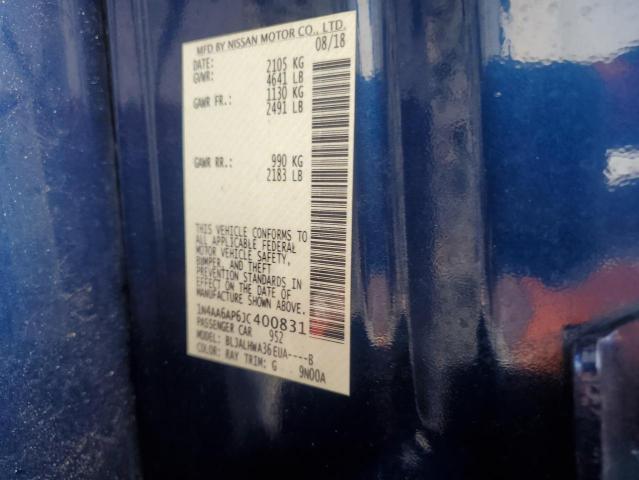 MFD BY NISSAN MOTOR CO., LTD.
DATE: 08/18
GVWR: 2105 KG
4641 LB
GAWR FR.: 1130 KG
2491 LB
GAWR RR.: 990 KG
2183 LB
THIS VEHICLE CONFORMS TO
ALL APPLICABLE FEDERAL
MOTOR VEHICLE SAFETY,
BUMPER, AND THEFT
PREVENTION STANDARDS IN
EFFECT ON THE DATE OF
MANUFACTURE SHOWN ABOVE.
1N4AA6AP6JC400831
PASSENGER CAR 952
MODEL: BLJALHWA36EUA----B
COLOR: RAY TRIM: G 9N00A